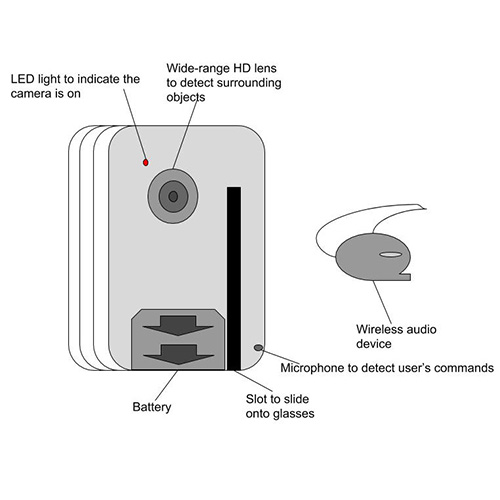 LED light to indicate the
camera is on
Wide-range HD lens
to detect surrounding
objects
Wireless audio
device
Microphone to detect user's commands
Battery
Slot to slide
onto glasses